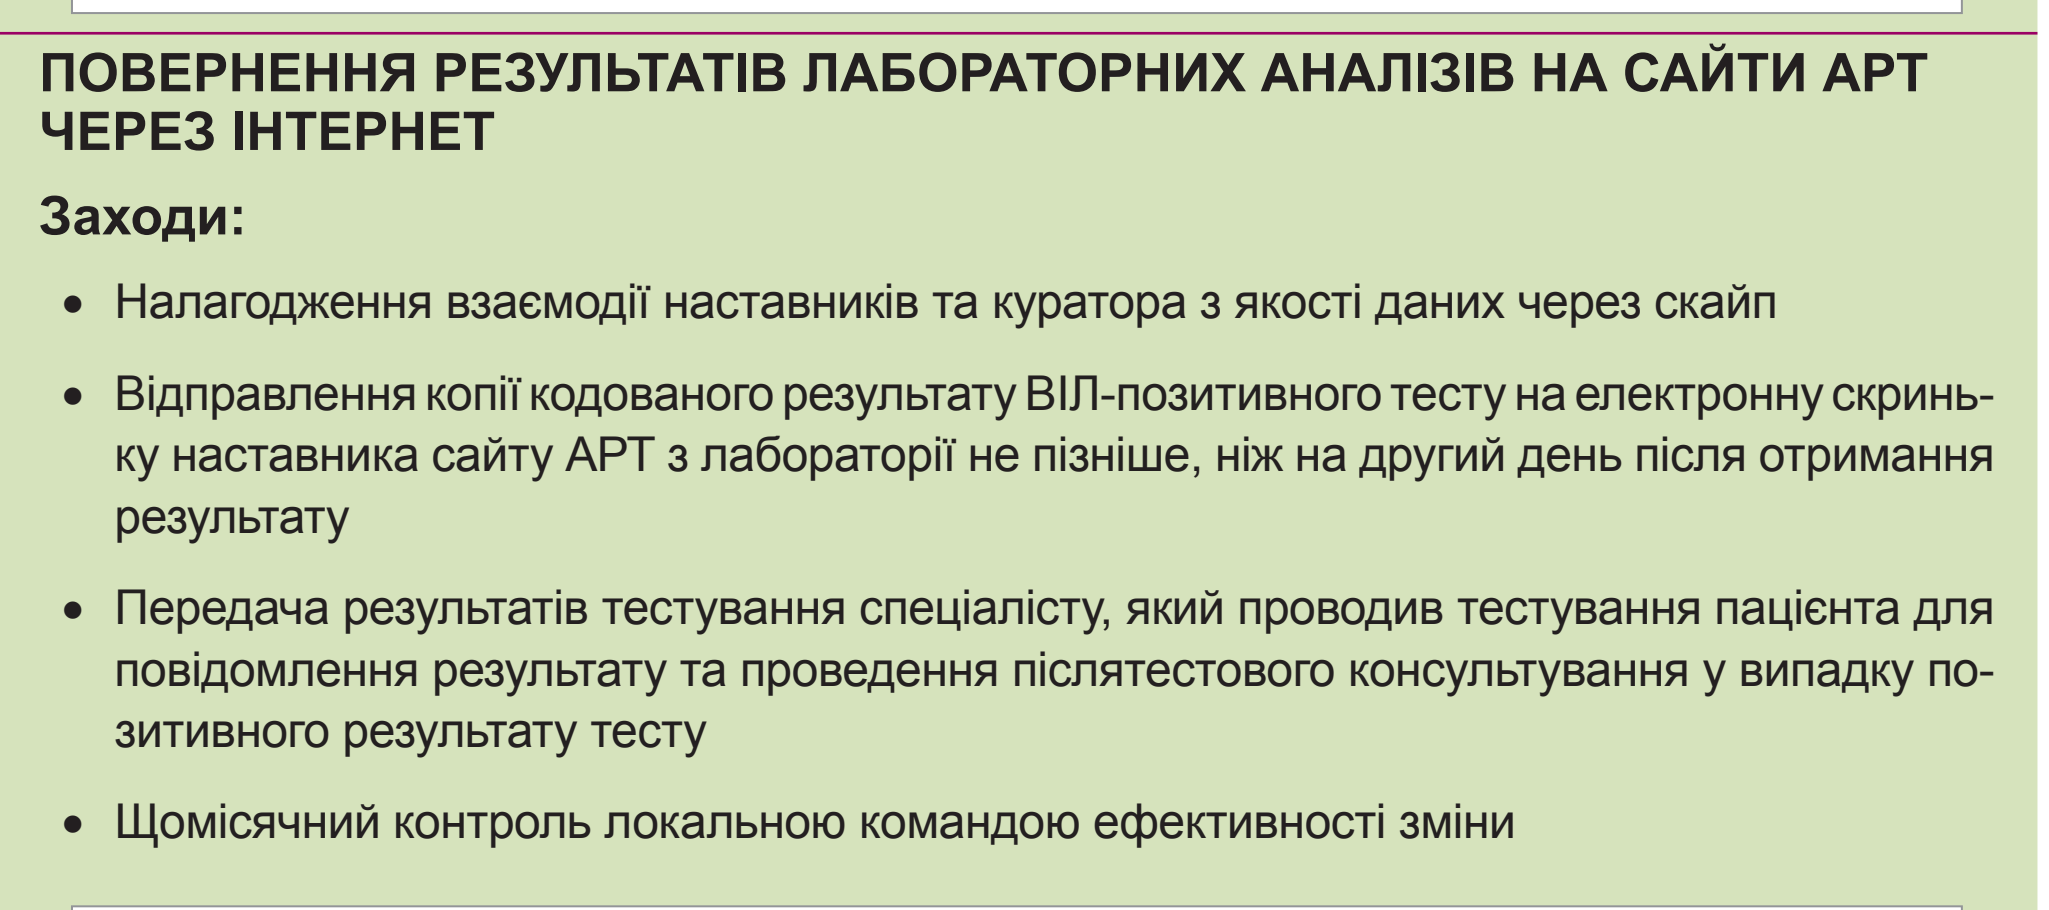 ПОВЕРНЕННЯ РЕЗУЛЬТАТІВ ЛАБОРАТОРНИХ АНАЛІЗІВ НА САЙТИ АРТ
ЧЕРЕЗ ІНТЕРНЕТ
Заходи:
• Налагодження взаємодії наставників та куратора з якості даних через скайп
• Відправлення копії кодованого результату ВІЛ-позитивного тесту на електронну скринь-
ку наставника сайту АРТ з лабораторії не пізніше, ніж на другий день після отримання
результату
• Передача результатів тестування спеціалісту, який проводив тестування пацієнта для
повідомлення результату та проведення післятестового консультування у випадку по-
зитивного результату тесту
• Щомісячний контроль локальною командою ефективності зміни